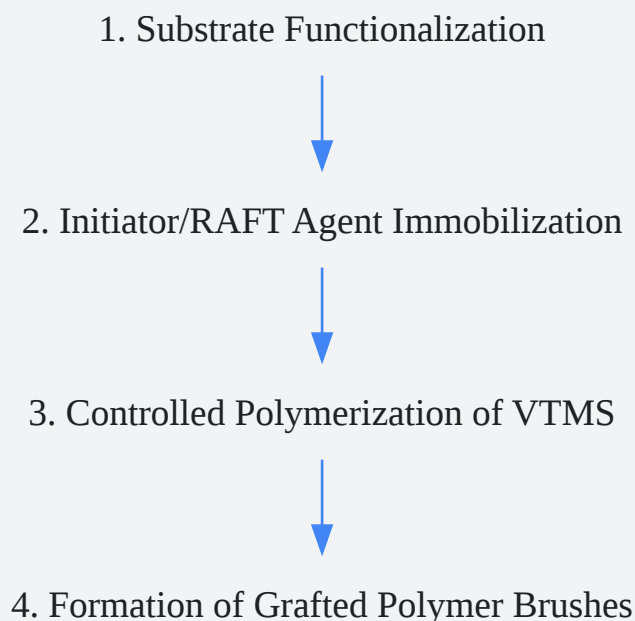 1. Substrate Functionalization
2. Initiator/RAFT Agent Immobilization
3. Controlled Polymerization of VTMS
4. Formation of Grafted Polymer Brushes